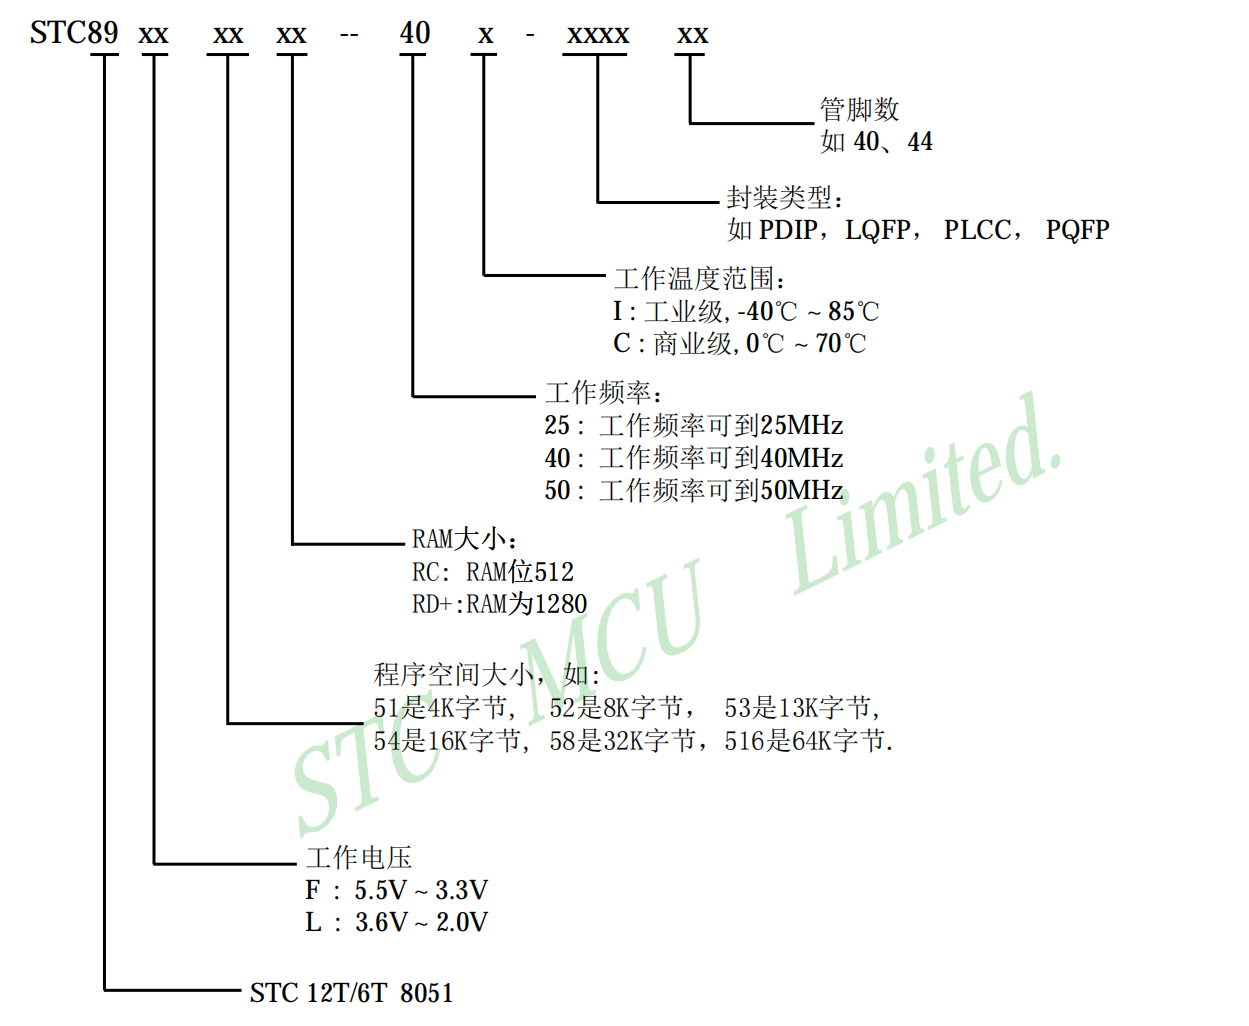 STC89 xx xx xx -- 40 x - xxxx xx
管脚数
如 40、44
封装类型：
如 PDIP，LQFP， PLCC， PQFP
工作温度范围：
I : 工业级, -40℃ ~ 85℃
C : 商业级, 0℃ ~ 70℃
工作频率：
25 : 工作频率可到25MHz
40 : 工作频率可到40MHz
50 : 工作频率可到50MHz
RAM大小：
RC: RAM位512
RD+:RAM为1280
程序空间大小，如:
51是4K字节, 52是8K字节， 53是13K字节,
54是16K字节, 58是32K字节，516是64K字节.
工作电压
F : 5.5V ~ 3.3V
L : 3.6V ~ 2.0V
STC 12T/6T 8051
STC MCU Limited.